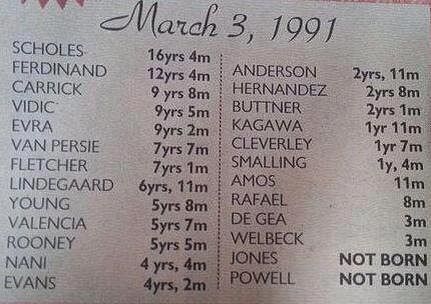 March 3, 1991
SCHOLES 16yrs 4m
FERDINAND 12yrs 4m
CARRICK 9 yrs 8m
VIDIC 9yrs 5m
EVRA 9yrs 2m
VAN PERSIE 7yrs 7m
FLETCHER 7yrs 1m
LINDEGAARD 6yrs, 11m
YOUNG 5yrs 8m
VALENCIA 5yrs 7m
ROONEY 5yrs 5m
NANI 4 yrs, 4m
EVANS 4yrs, 2m
ANDERSON 2yrs, 11m
HERNANDEZ 2yrs 8m
BUTTNER 2yrs 1m
KAGAWA 1yr 11m
CLEVERLEY 1yr 7m
SMALLING 1y, 4m
AMOS 11m
RAFAEL 8m
DE GEA 3m
WELBECK 3m
JONES NOT BORN
POWELL NOT BORN